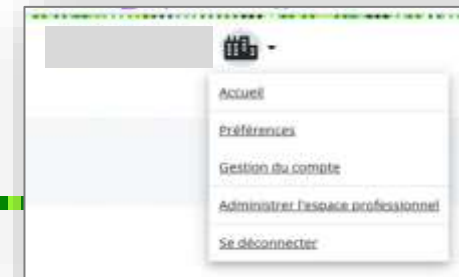 Accueil
Préférences
Gestion du compte
Administrer l'espace professionnel
Se déconnecter